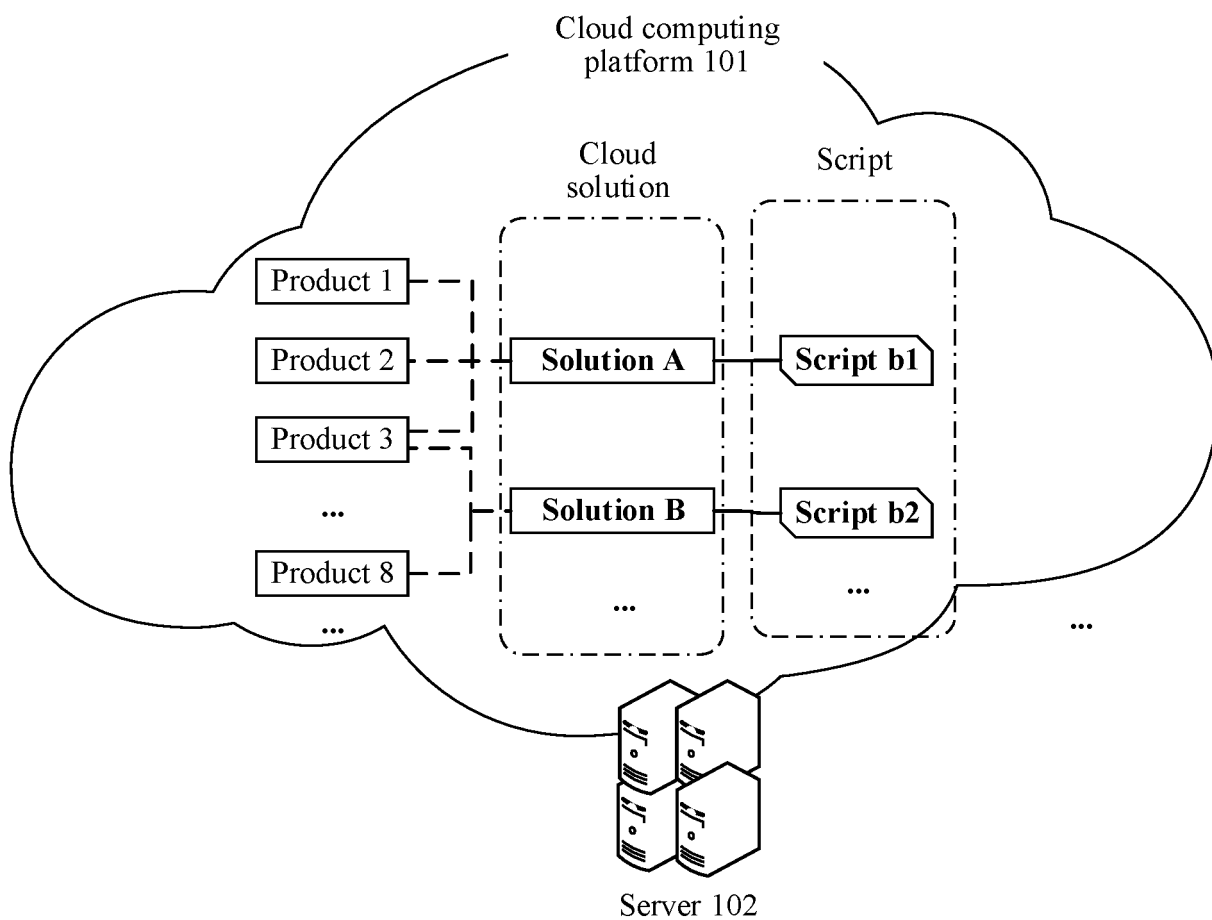 Cloud computing
platform 101
Cloud
solution
Script
Product 1
Product 2
Solution A
Script b1
Product 3
...
Solution B
Script b2
Product 8
...
...
...
...
Server 102